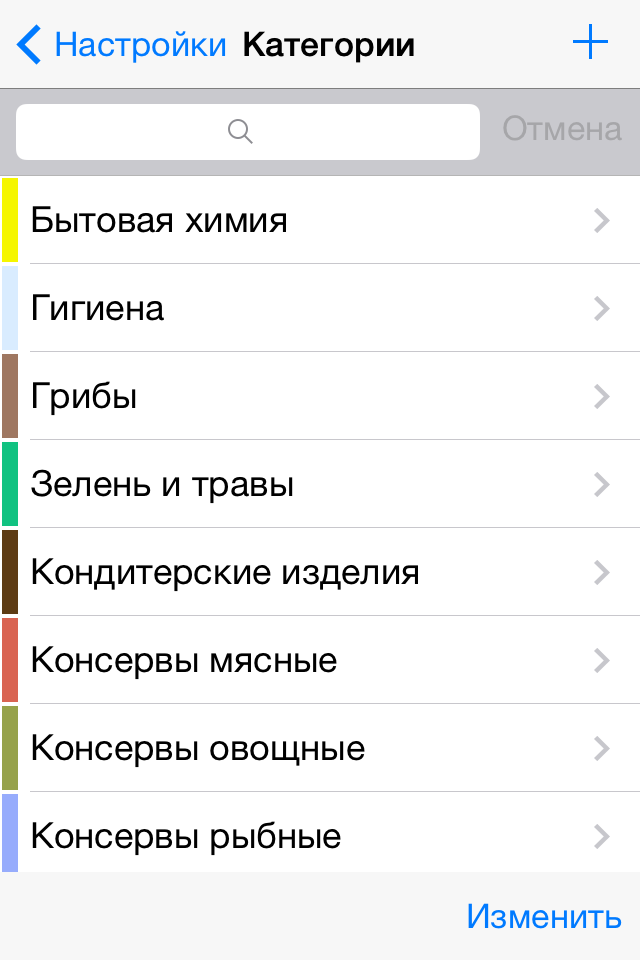 Настройки Категории
Отмена
Бытовая химия
Гигиена
Грибы
Зелень и травы
Кондитерские изделия
Консервы мясные
Консервы овощные
Консервы рыбные
Изменить